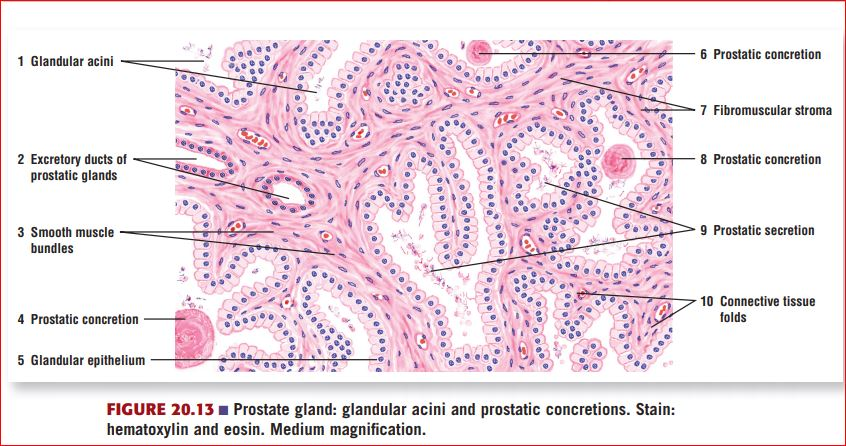 1 Glandular acini
2 Excretory ducts of
prostatic glands
3 Smooth muscle
bundles
4 Prostatic concretion
5 Glandular epithelium
6 Prostatic concretion
7 Fibromuscular stroma
8 Prostatic concretion
9 Prostatic secretion
10 Connective tissue
folds
FIGURE 20.13 ■ Prostate gland: glandular acini and prostatic concretions. Stain:
hematoxylin and eosin. Medium magnification.